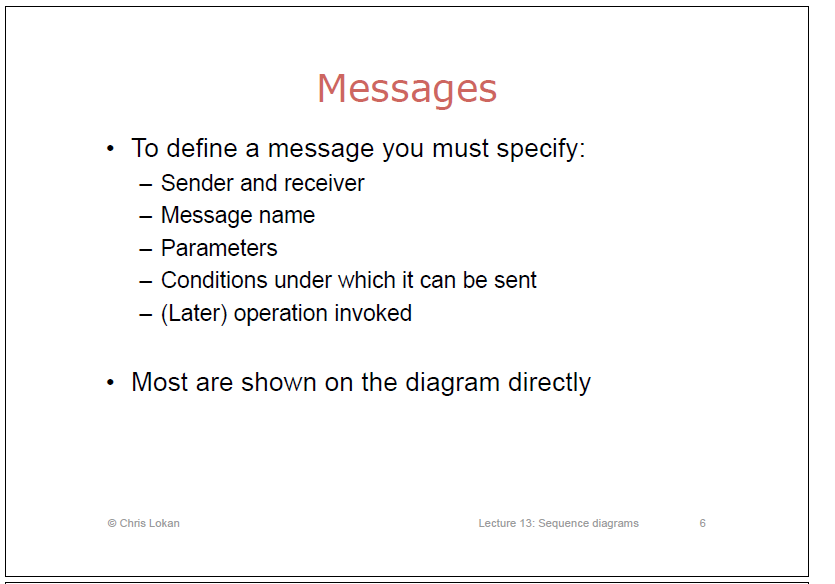 Messages
• To define a message you must specify:
– Sender and receiver
– Message name
– Parameters
– Conditions under which it can be sent
– (Later) operation invoked
• Most are shown on the diagram directly
© Chris Lokan Lecture 13: Sequence diagrams 6